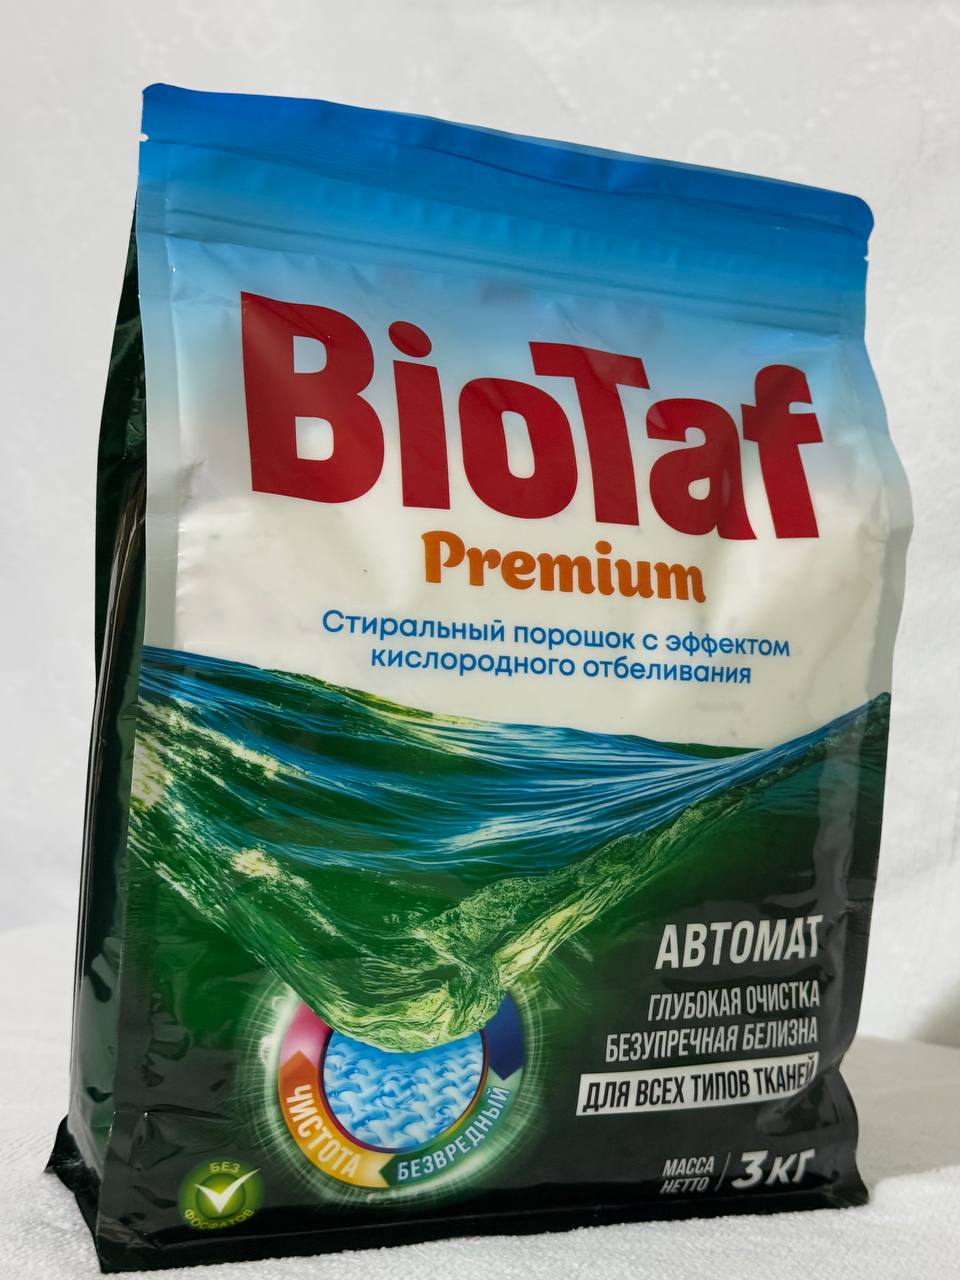 BioTaf
Premium
Стиральный порошок с эффектом
кислородного отбеливания
АВТОМАТ
ГЛУБОКАЯ ОЧИСТКА
БЕЗУПРЕЧНАЯ БЕЛИЗНА
ДЛЯ ВСЕХ ТИПОВ ТКАНЕЙ
ЧИСТОТА
БЕЗВРЕДНЫЙ
БЕЗ
ФОСФАТОВ
МАССА
НЕТТО
3 КГ